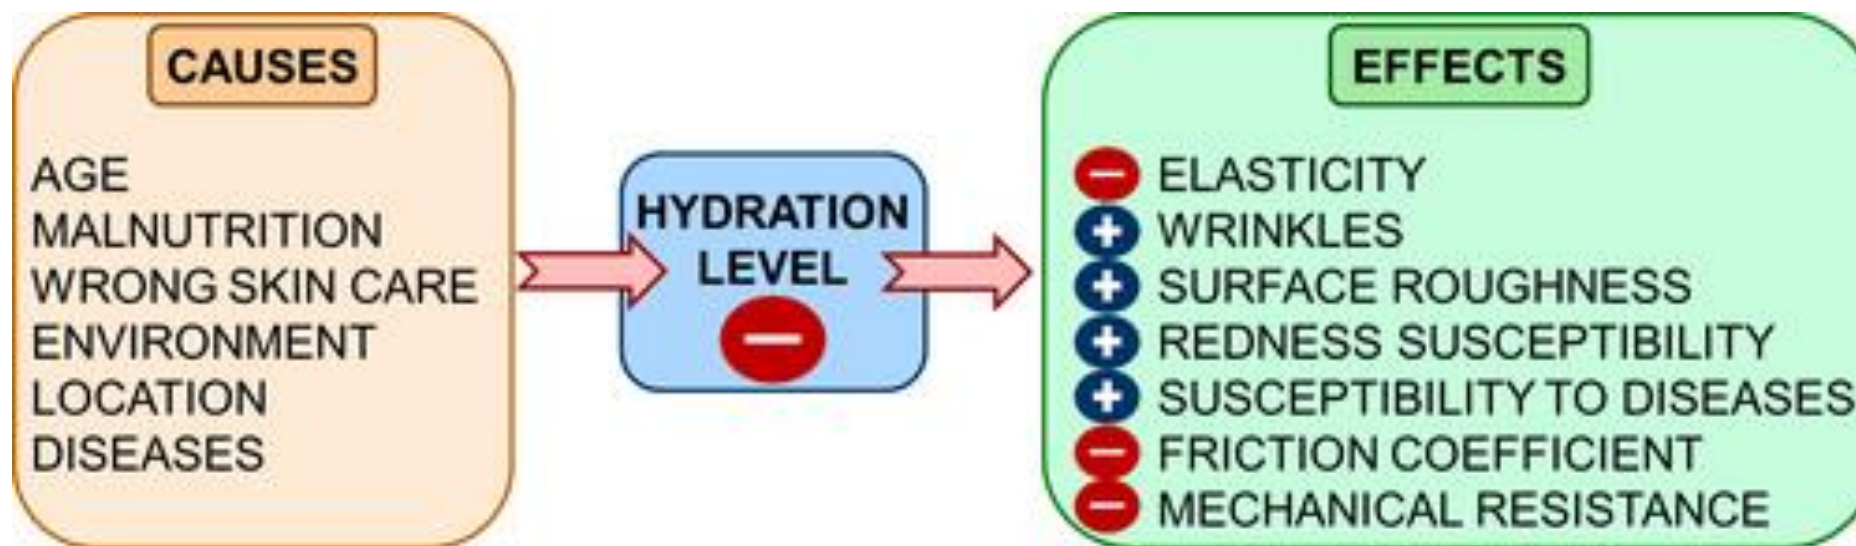 CAUSES
AGE
MALNUTRITION
WRONG SKIN CARE
ENVIRONMENT
LOCATION
DISEASES
HYDRATION
LEVEL
−
EFFECTS
− ELASTICITY
+ WRINKLES
+ SURFACE ROUGHNESS
+ REDNESS SUSCEPTIBILITY
+ SUSCEPTIBILITY TO DISEASES
− FRICTION COEFFICIENT
− MECHANICAL RESISTANCE